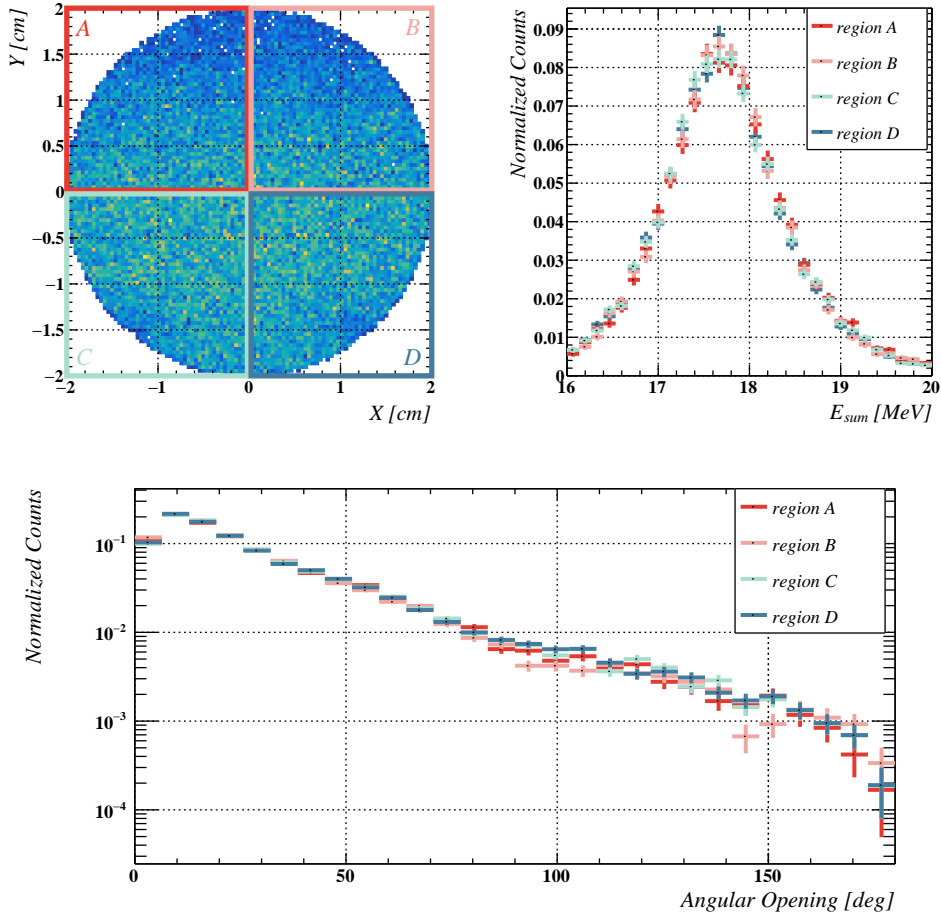 Y [cm]
2
1.5
1
0.5
0
−0.5
−1
−1.5
−2
A
B
C
D
−2
−1
0
1
2
X [cm]
Normalized Counts
0.09
0.08
0.07
0.06
0.05
0.04
0.03
0.02
0.01
0
region A
region B
region C
region D
16
17
18
19
20
E_sum [MeV]
Normalized Counts
10^-1
10^-2
10^-3
10^-4
region A
region B
region C
region D
0
50
100
150
Angular Opening [deg]